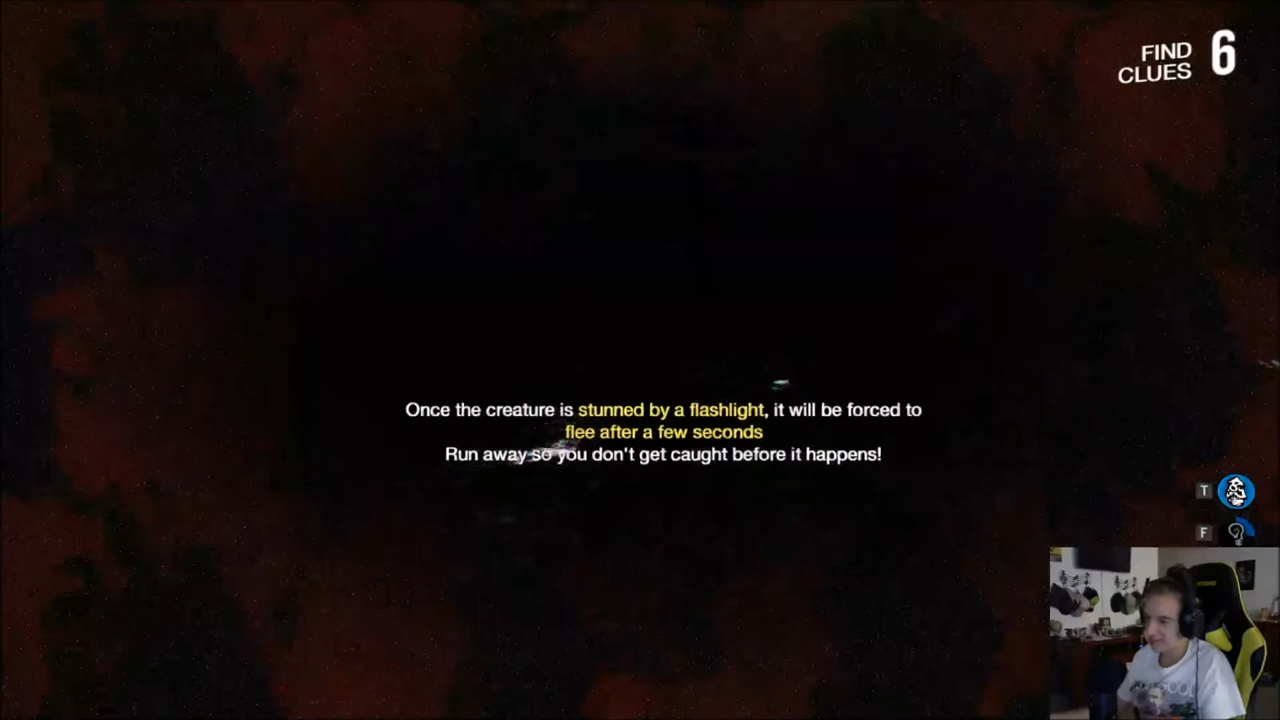 FIND
CLUES 6
Once the creature is stunned by a flashlight, it will be forced to
flee after a few seconds
Run away so you don't get caught before it happens!
T
F